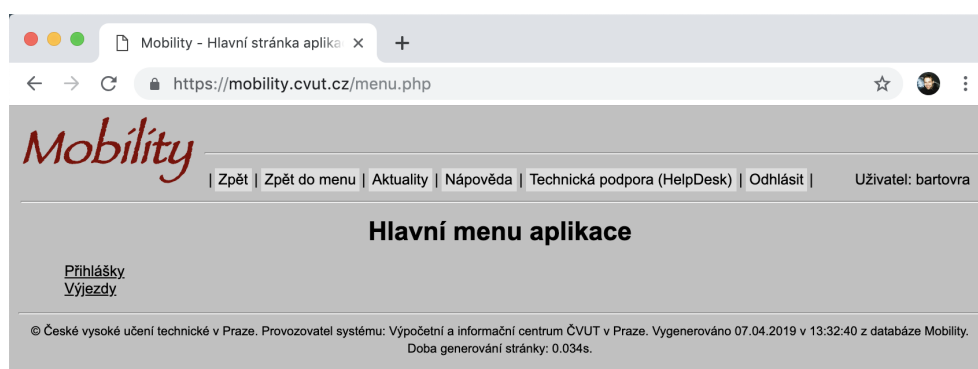 Mobility - Hlavní stránka aplika
https://mobility.cvut.cz/menu.php
Mobility
| Zpět | Zpět do menu | Aktuality | Nápověda | Technická podpora (HelpDesk) | Odhlásit | Uživatel: bartovra
Hlavní menu aplikace
Přihlášky
Výjezdy
© České vysoké učení technické v Praze. Provozovatel systému: Výpočetní a informační centrum ČVUT v Praze. Vygenerováno 07.04.2019 v 13:32:40 z databáze Mobility.
Doba generování stránky: 0.034s.